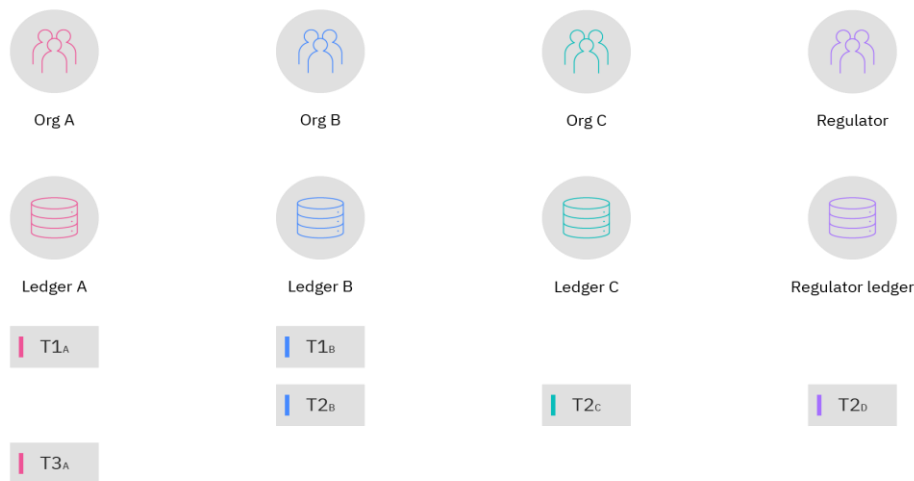 Org A
Org B
Org C
Regulator
Ledger A
Ledger B
Ledger C
Regulator ledger
T1A
T1B
T2B
T2C
T2D
T3A